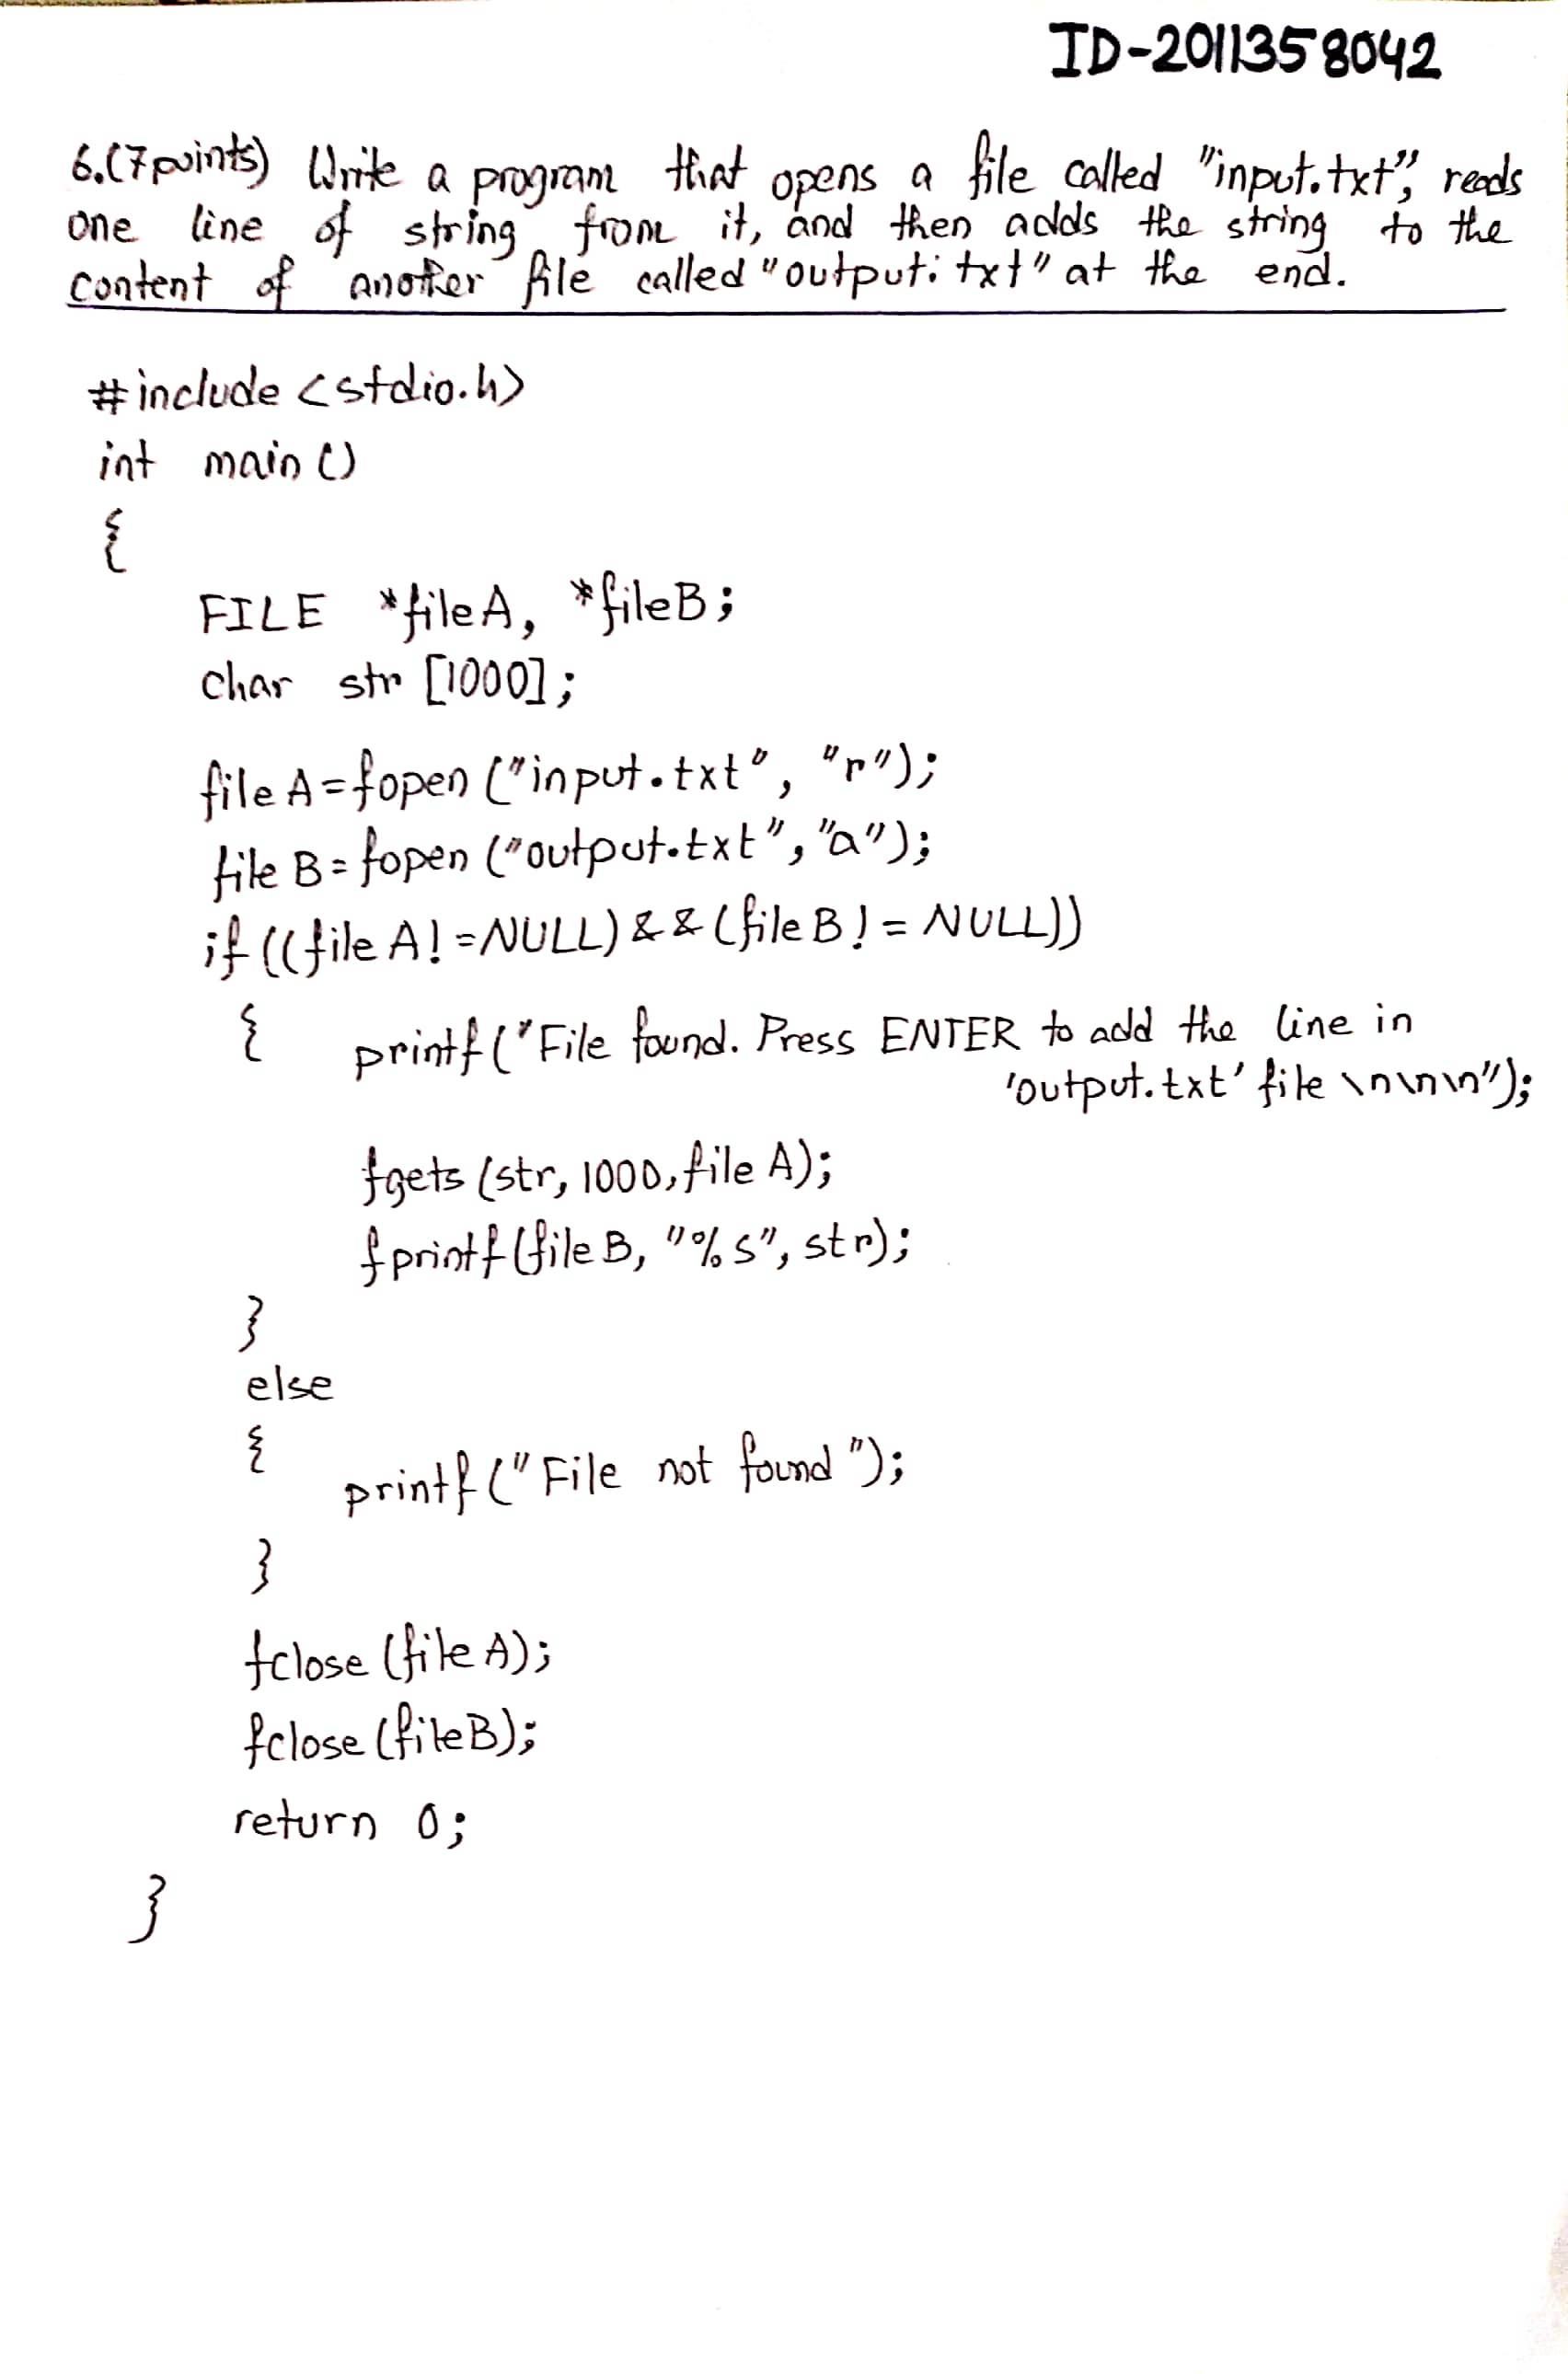 ID-2011358042
6.(7 points) Write a program that opens a file called "input.txt", reads
one line of string from it, and then adds the string to the
content of another file called "output.txt" at the end.
#include <stdio.h>
int main ()
{
FILE *fileA, *fileB;
char str [1000];
fileA=fopen ("input.txt", "r");
fileB=fopen ("output.txt", "a");
if ((fileA!=NULL)&&(fileB!=NULL))
{ printf ("File found. Press ENTER to add the line in
'output.txt' file \n\n\n");
fgets (str, 1000, fileA);
fprintf (fileB, "%s", str);
}
else
{ printf ("File not found");
}
fclose (fileA);
fclose (fileB);
return 0;
}